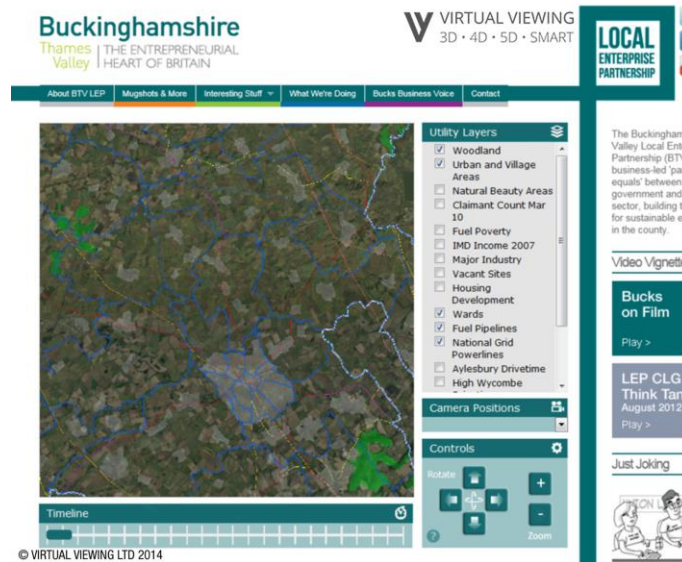 Buckinghamshire
Thames Valley
THE ENTREPRENEURIAL
HEART OF BRITAIN
VIRTUAL VIEWING
3D • 4D • 5D • SMART
LOCAL
ENTERPRISE
PARTNERSHIP
About BTV LEP
Mugshots & More
Interesting Stuff
What We're Doing
Bucks Business Voice
Contact
Utility Layers
Woodland
Urban and Village
Areas
Natural Beauty Areas
Claimant Count Mar
10
Fuel Poverty
IMD Income 2007
Major Industry
Vacant Sites
Housing
Development
Wards
Fuel Pipelines
National Grid
Powerlines
Aylesbury Drivetime
High Wycombe
Camera Positions
Controls
Rotate
+
-
Zoom
?
Timeline
© VIRTUAL VIEWING LTD 2014
The Buckingham
Valley Local Ent
Partnership (BTV
business-led 'pa
equals' between
government and
sector, building t
for sustainable e
in the county.
Video Vignett
Bucks
on Film
Play >
LEP CLG
Think Tan
August 2012
Play >
Just Joking